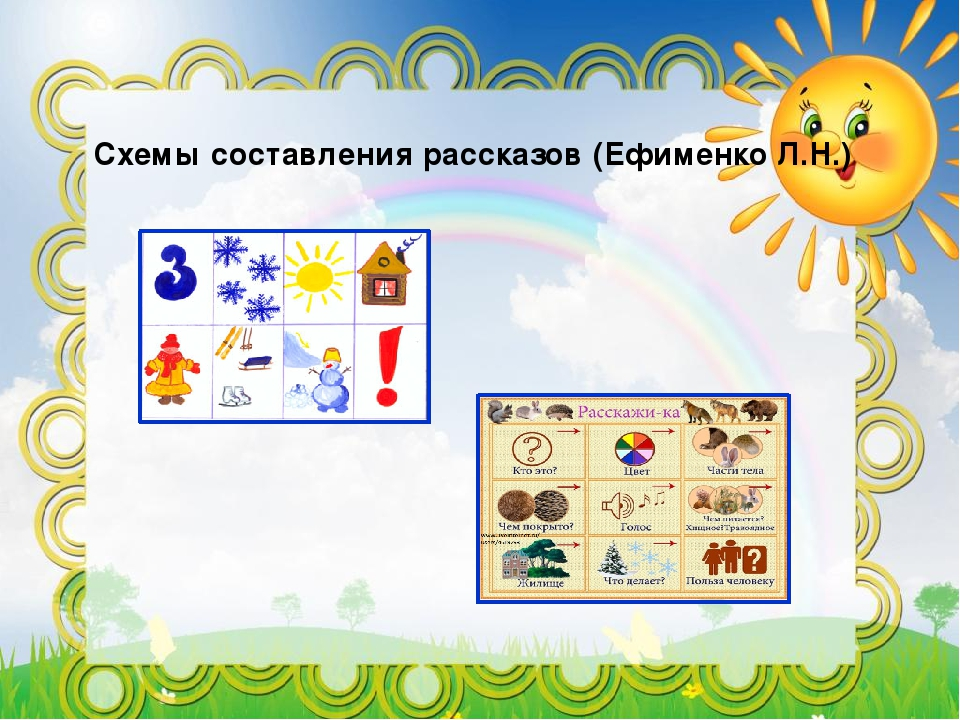 Схемы составления рассказов (Ефименко Л.Н.)
З
!
Расскажи-ка
Кто это?
Цвет
Части тела
Чем покрыто?
Голос
Чем питается?
Хищное?Травоядное
Жилище
Что делает?
Польза человеку